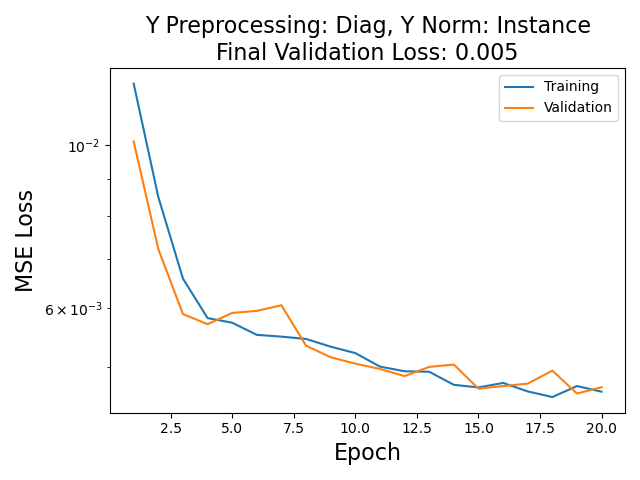 Y Preprocessing: Diag, Y Norm: Instance
Final Validation Loss: 0.005
Training
Validation
10⁻²
6 × 10⁻³
MSE Loss
2.5 5.0 7.5 10.0 12.5 15.0 17.5 20.0
Epoch